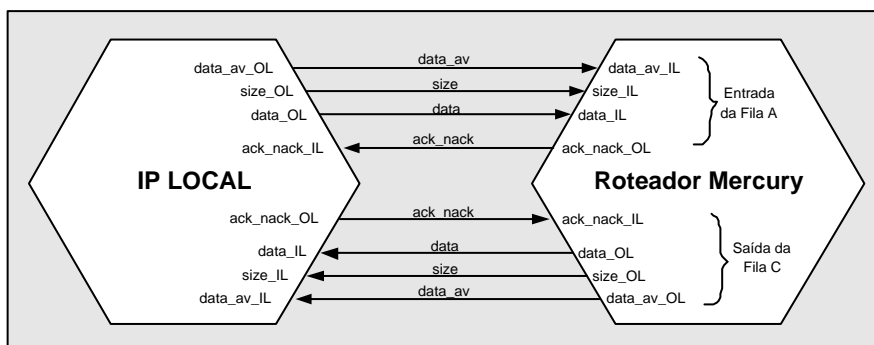 data_av_OL data_av data_av_IL
size_OL size size_IL
data_OL data data_IL
Entrada
da Fila A
ack_nack_IL ack_nack ack_nack_OL
IP LOCAL Roteador Mercury
ack_nack_OL ack_nack ack_nack_IL
data_IL data data_OL
size_IL size size_OL
data_av_IL data_av data_av_OL
Saída da
Fila C